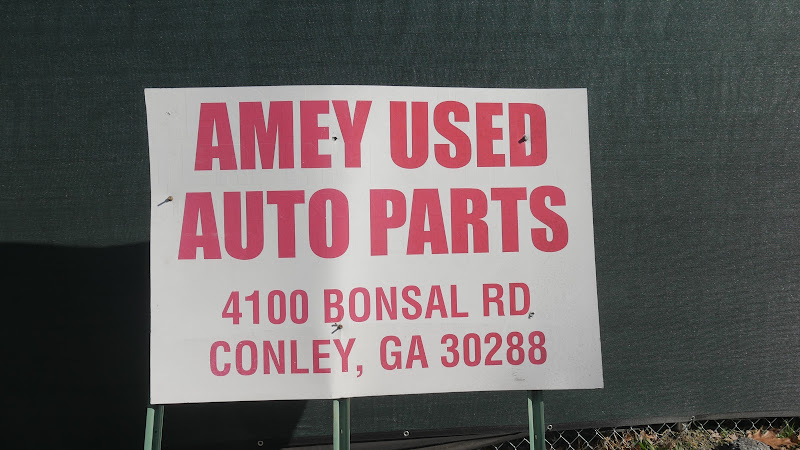 AMEY USED
AUTO PARTS
4100 BONSAL RD
CONLEY, GA 30288